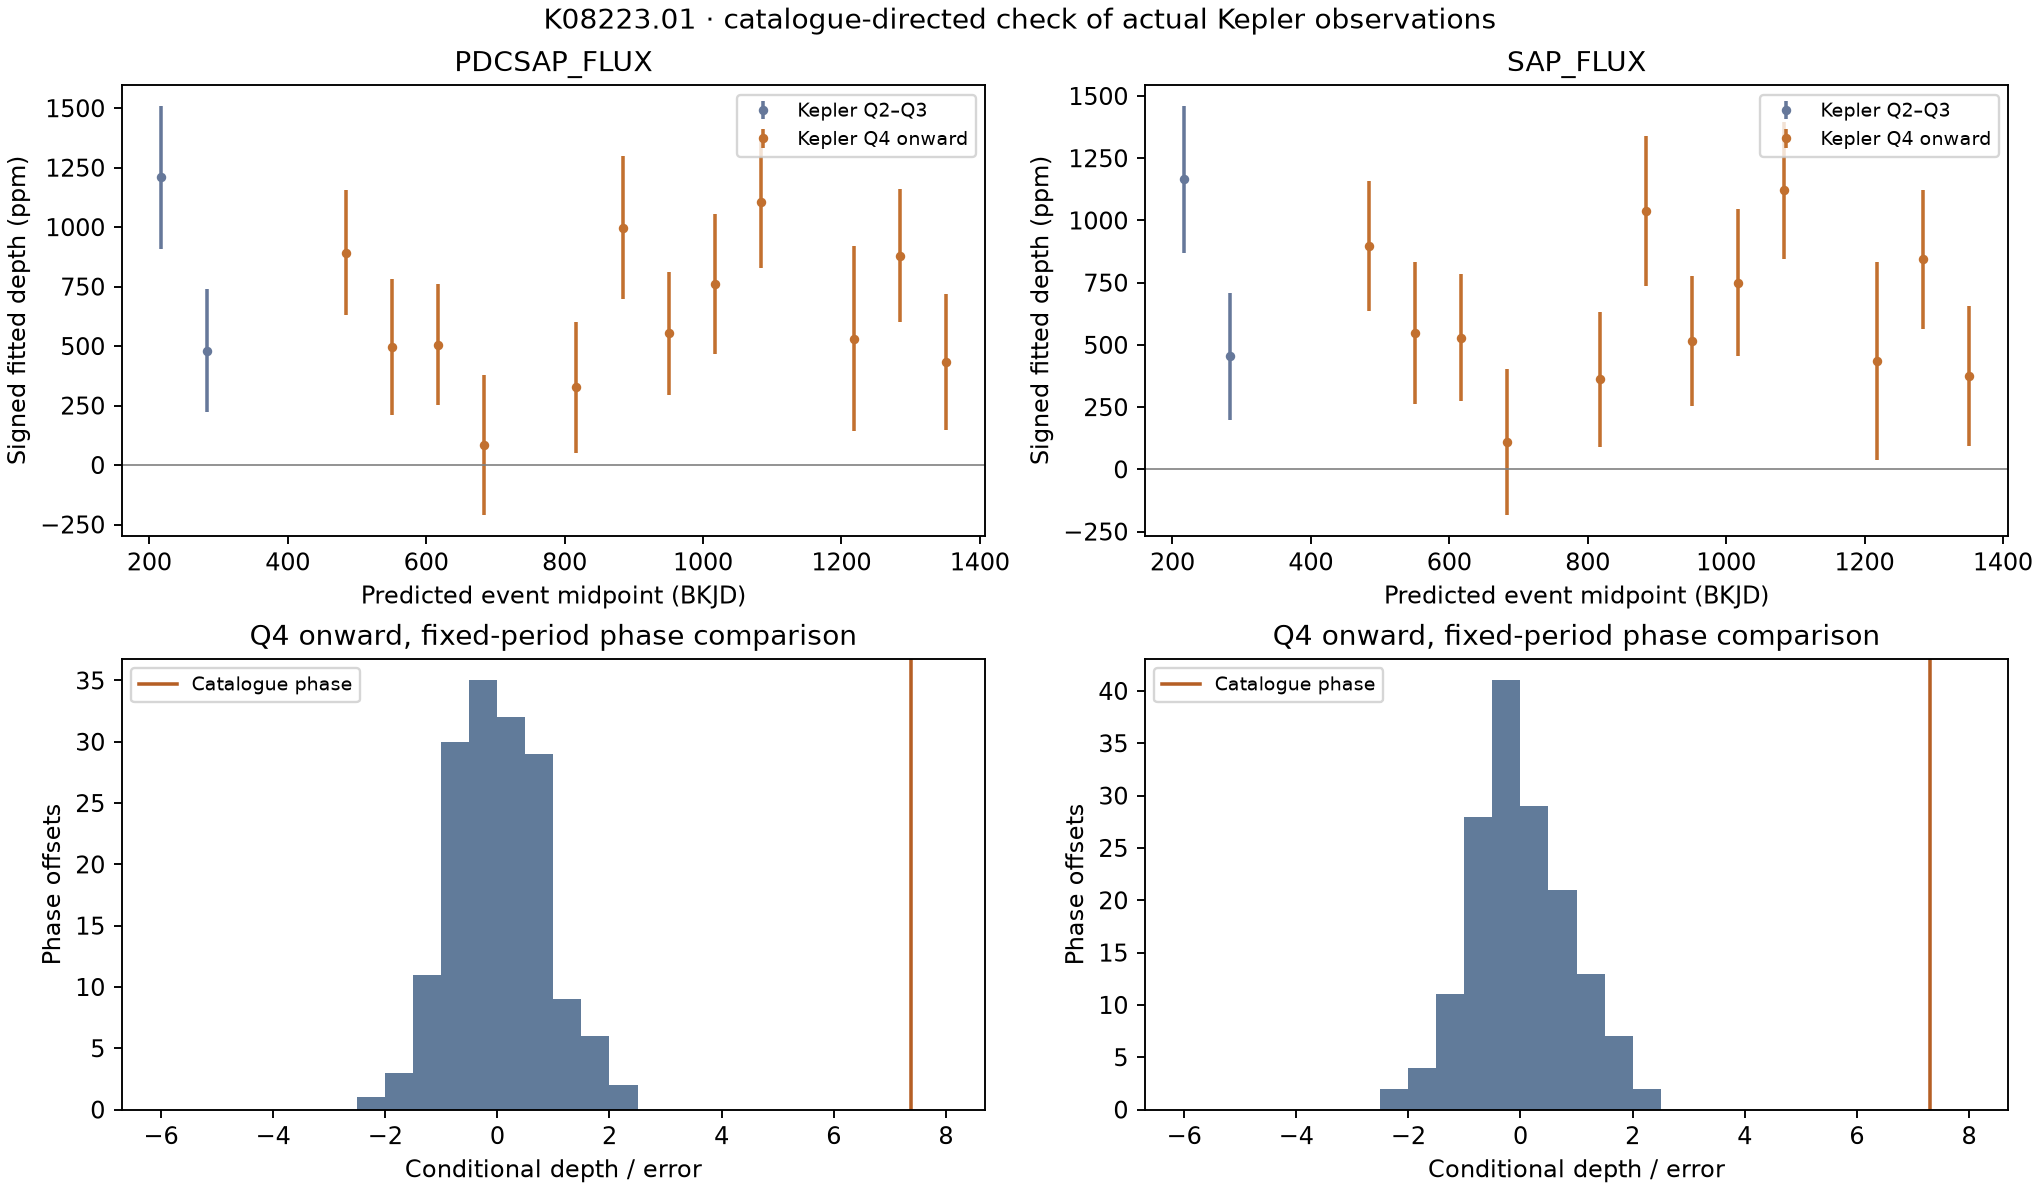 K08223.01 · catalogue-directed check of actual Kepler observations
PDCSAP_FLUX
Signed fitted depth (ppm)
1500
1250
1000
750
500
250
0
−250
Kepler Q2–Q3
Kepler Q4 onward
200 400 600 800 1000 1200 1400
Predicted event midpoint (BKJD)
SAP_FLUX
Signed fitted depth (ppm)
1500
1250
1000
750
500
250
0
−250
Kepler Q2–Q3
Kepler Q4 onward
200 400 600 800 1000 1200 1400
Predicted event midpoint (BKJD)
Q4 onward, fixed-period phase comparison
Phase offsets
35
30
25
20
15
10
5
0
Catalogue phase
−6 −4 −2 0 2 4 6 8
Conditional depth / error
Q4 onward, fixed-period phase comparison
Phase offsets
40
35
30
25
20
15
10
5
0
Catalogue phase
−6 −4 −2 0 2 4 6 8
Conditional depth / error